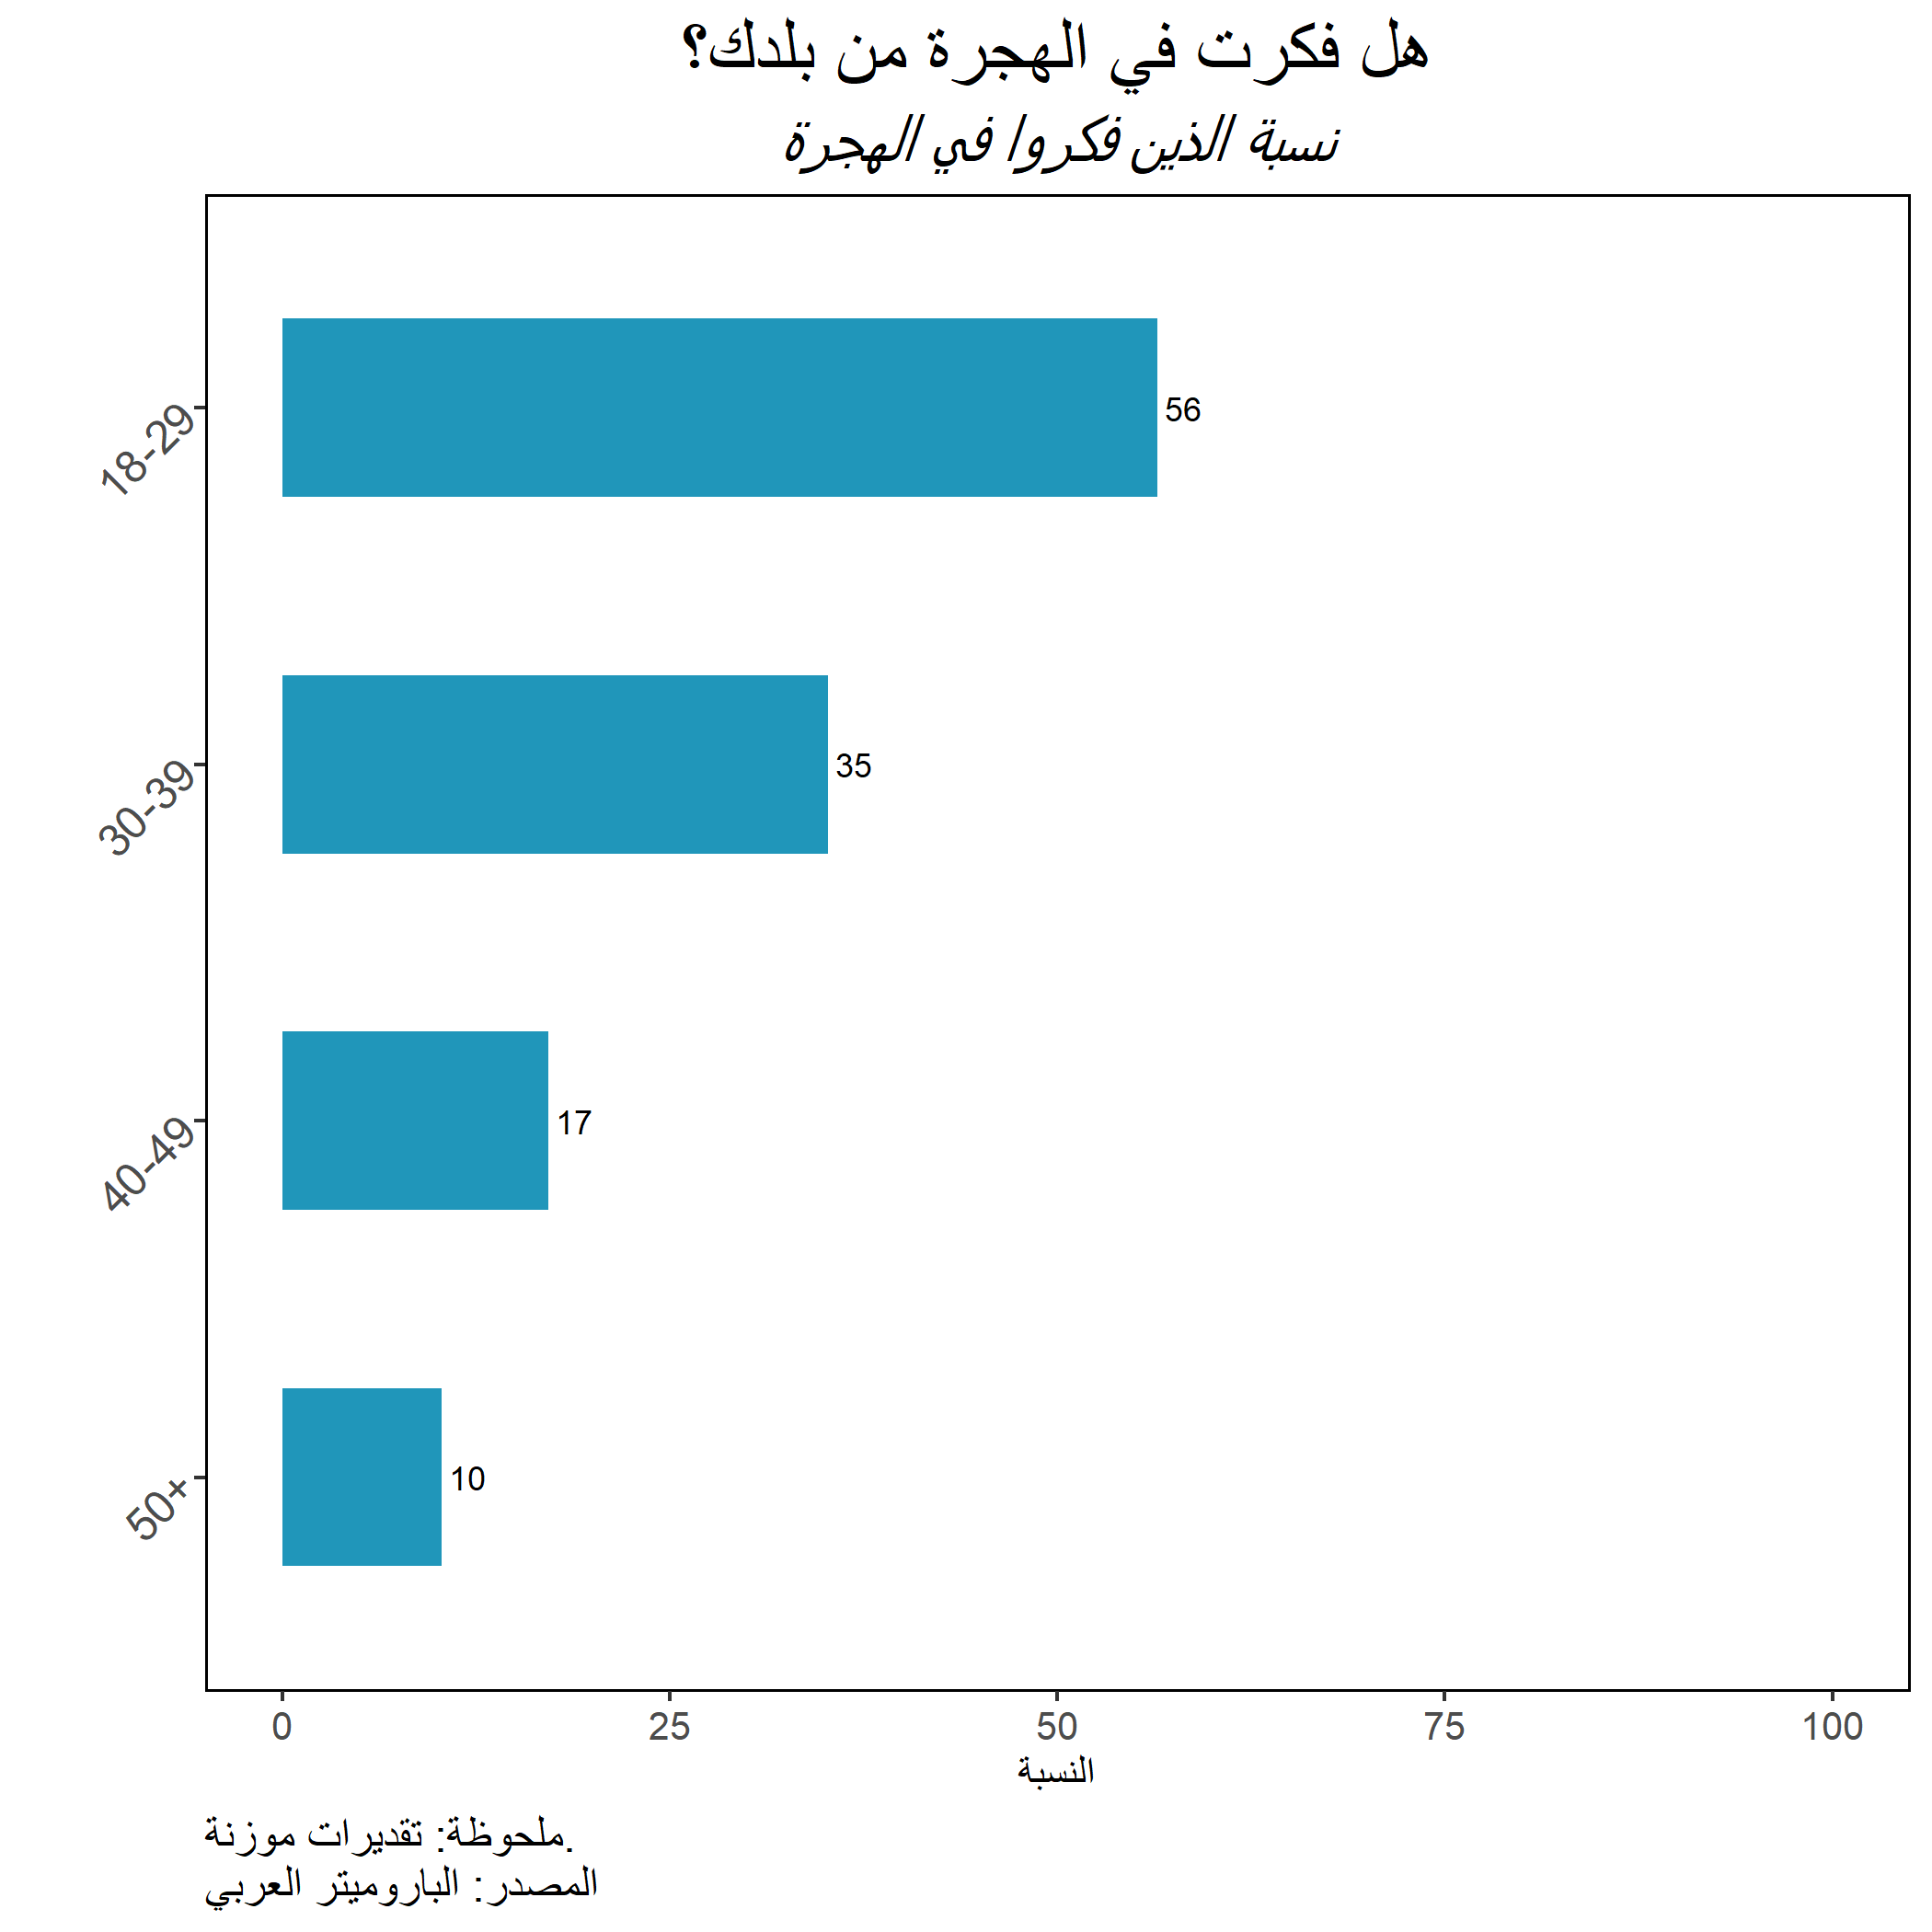 هل فكرت في الهجرة من بلدك؟
نسبة الذين فكروا في الهجرة
18-29
56
30-39
35
40-49
17
50+
10
0 25 50 75 100
النسبة
ملحوظة: تقديرات موزنة.
المصدر: الباروميتر العربي